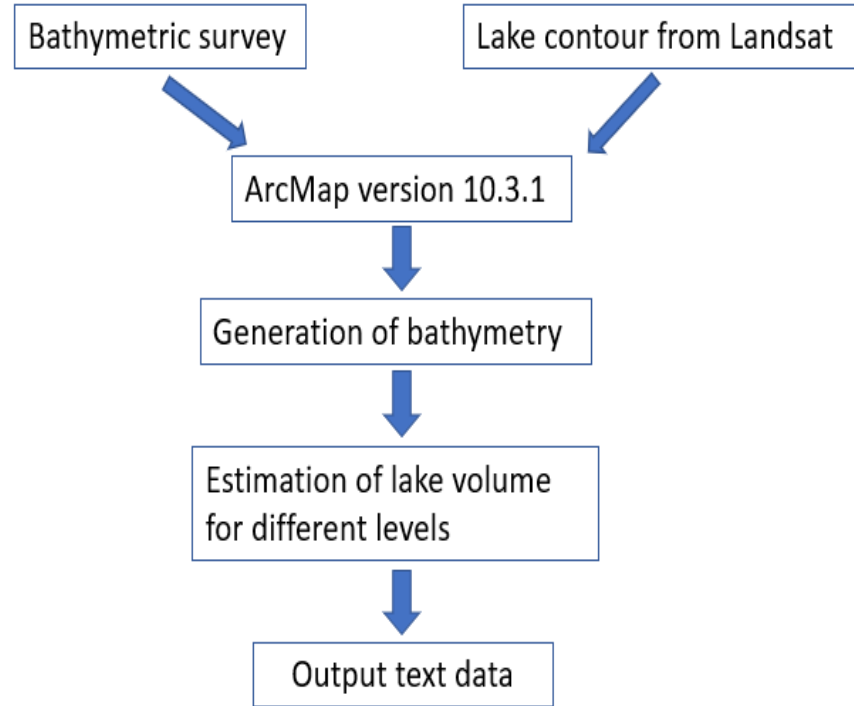 Bathymetric survey
Lake contour from Landsat
ArcMap version 10.3.1
Generation of bathymetry
Estimation of lake volume
for different levels
Output text data